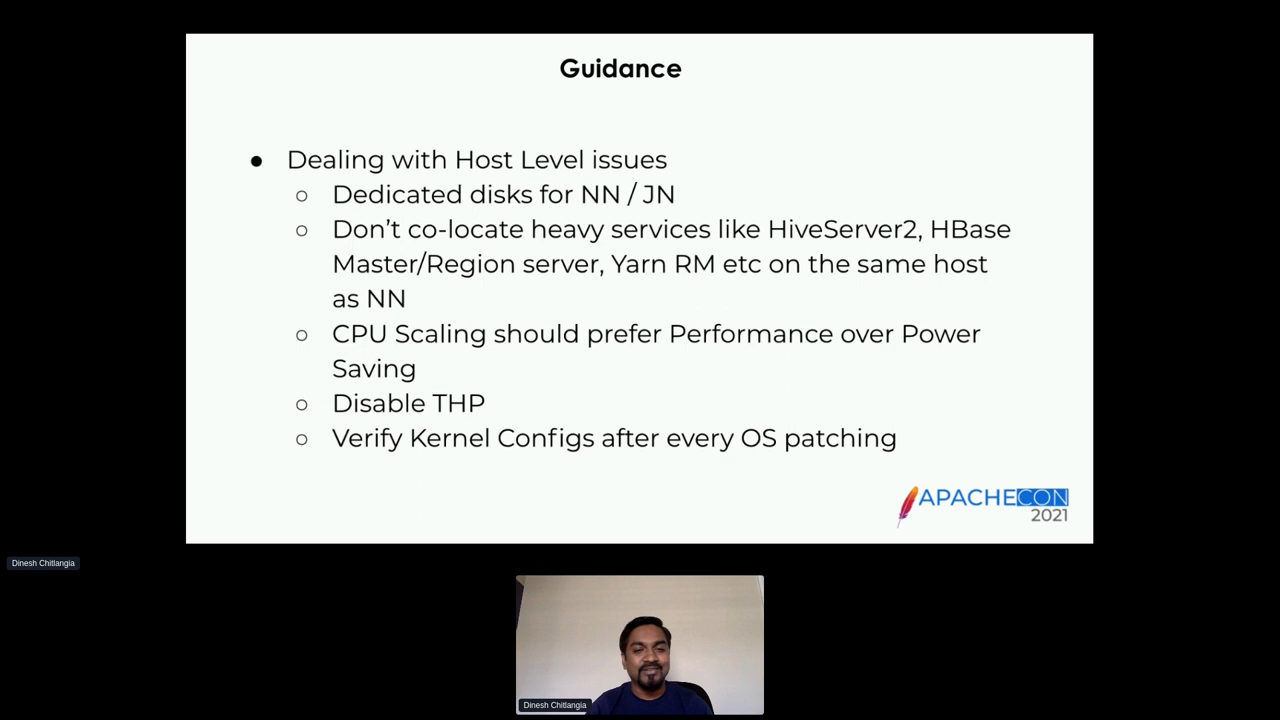 Guidance
● Dealing with Host Level issues
○ Dedicated disks for NN / JN
○ Don’t co-locate heavy services like HiveServer2, HBase
Master/Region server, Yarn RM etc on the same host
as NN
○ CPU Scaling should prefer Performance over Power
Saving
○ Disable THP
○ Verify Kernel Configs after every OS patching
APACHECON
2021
Dinesh Chitlangia
Dinesh Chitlangia